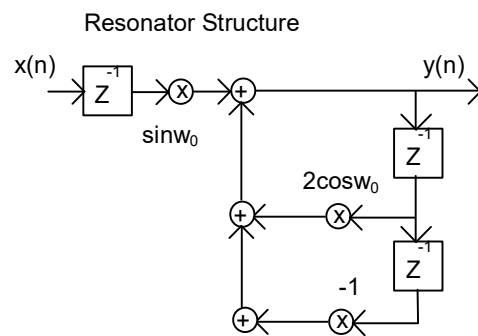 Resonator Structure
x(n)
y(n)
Z⁻¹
x
+
sinw₀
Z⁻¹
2cosw₀
+
x
Z⁻¹
-1
+
x